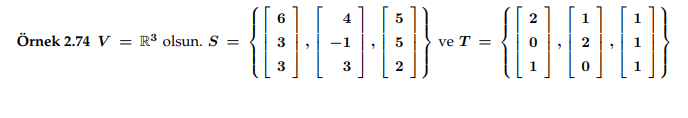 Örnek 2.74 V = ℝ³ olsun. S = { [6 3 3], [4 −1 3], [5 5 2] } ve T = { [2 0 1], [1 2 0], [1 1 1] }